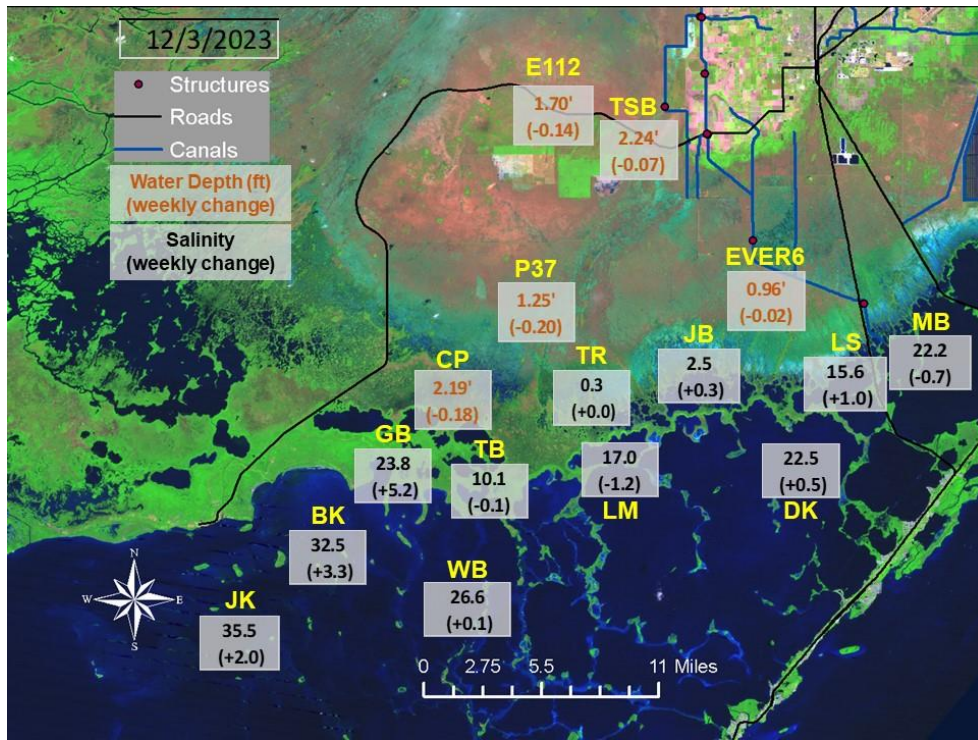 12/3/2023
Structures
Roads
Canals
Water Depth (ft)
(weekly change)
Salinity
(weekly change)
E112
1.70'
(-0.14)
TSB
2.24'
(-0.07)
P37
1.25'
(-0.20)
EVER6
0.96'
(-0.02)
CP
2.19'
(-0.18)
TR
0.3
(+0.0)
JB
2.5
(+0.3)
LS
15.6
(+1.0)
MB
22.2
(-0.7)
GB
23.8
(+5.2)
TB
10.1
(-0.1)
17.0
(-1.2)
LM
22.5
(+0.5)
DK
BK
32.5
(+3.3)
WB
26.6
(+0.1)
JK
35.5
(+2.0)
N
W E
S
0 2.75 5.5 11 Miles